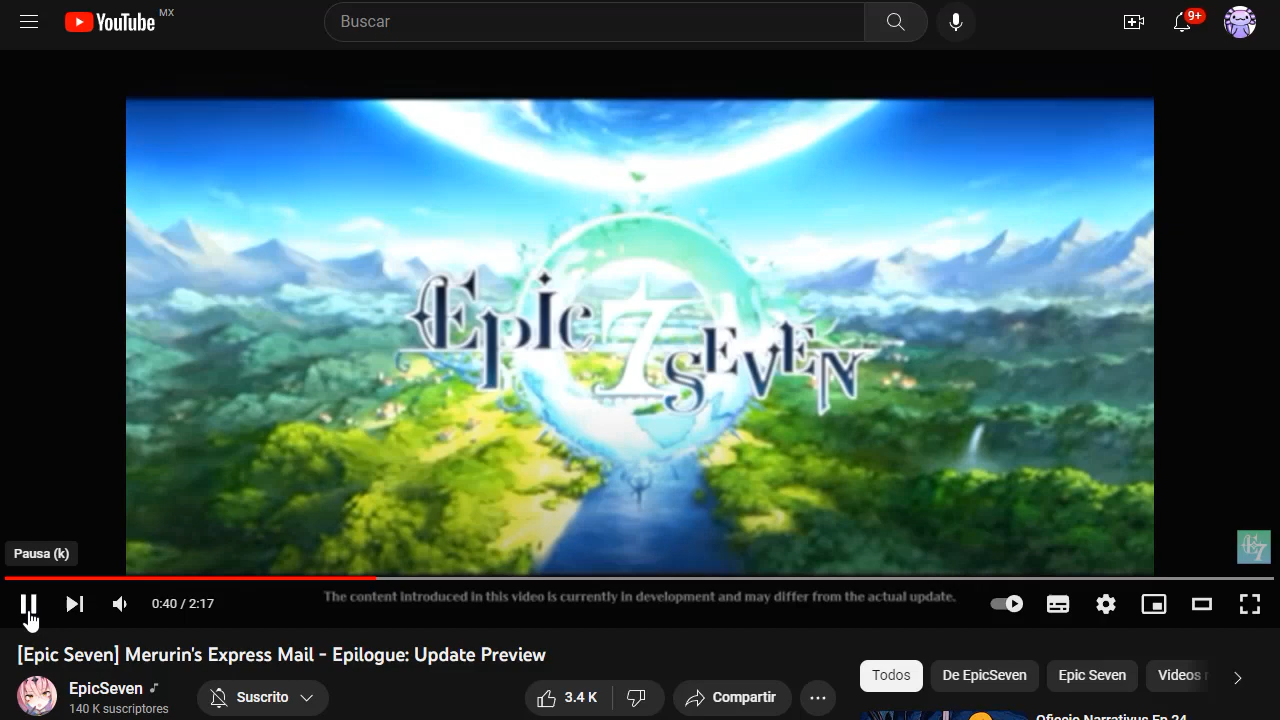 YouTube MX
Buscar
9+
EPIC 7 SEVEN
Pausa (k)
E7
0:40 / 2:17
The content introduced in this video is currently in development and may differ from the actual update.
[Epic Seven] Merurin's Express Mail - Epilogue: Update Preview
EpicSeven
140 K suscriptores
Suscrito
3.4 K
Compartir
Todos
De EpicSeven
Epic Seven
Videos